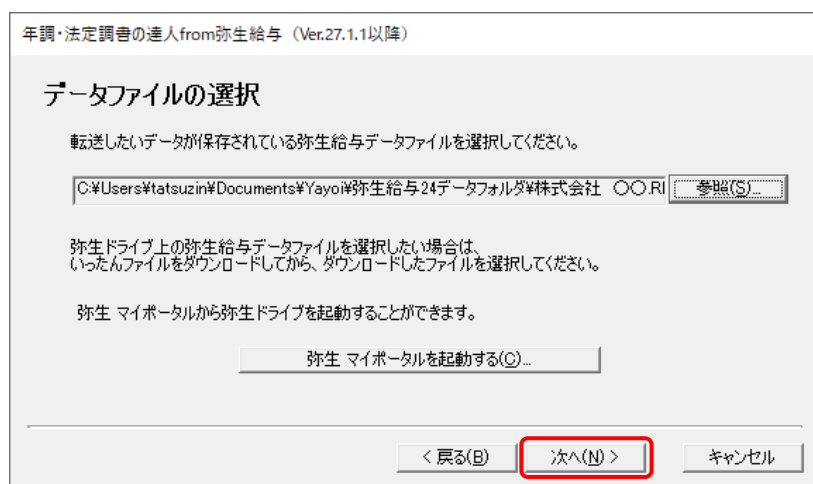 年調・法定調書の達人from弥生給与（Ver.27.1.1以降）
データファイルの選択
転送したいデータが保存されている弥生給与データファイルを選択してください。
C:¥Users¥tatsuzin¥Documents¥Yayoi¥弥生給与24データフォルダ¥株式会社　〇〇.RI 参照(S)...
弥生ドライブ上の弥生給与データファイルを選択したい場合は、
いったんファイルをダウンロードしてから、ダウンロードしたファイルを選択してください。
弥生 マイポータルから弥生ドライブを起動することができます。
弥生 マイポータルを起動する(C)...
< 戻る(B) 次へ(N) > キャンセル